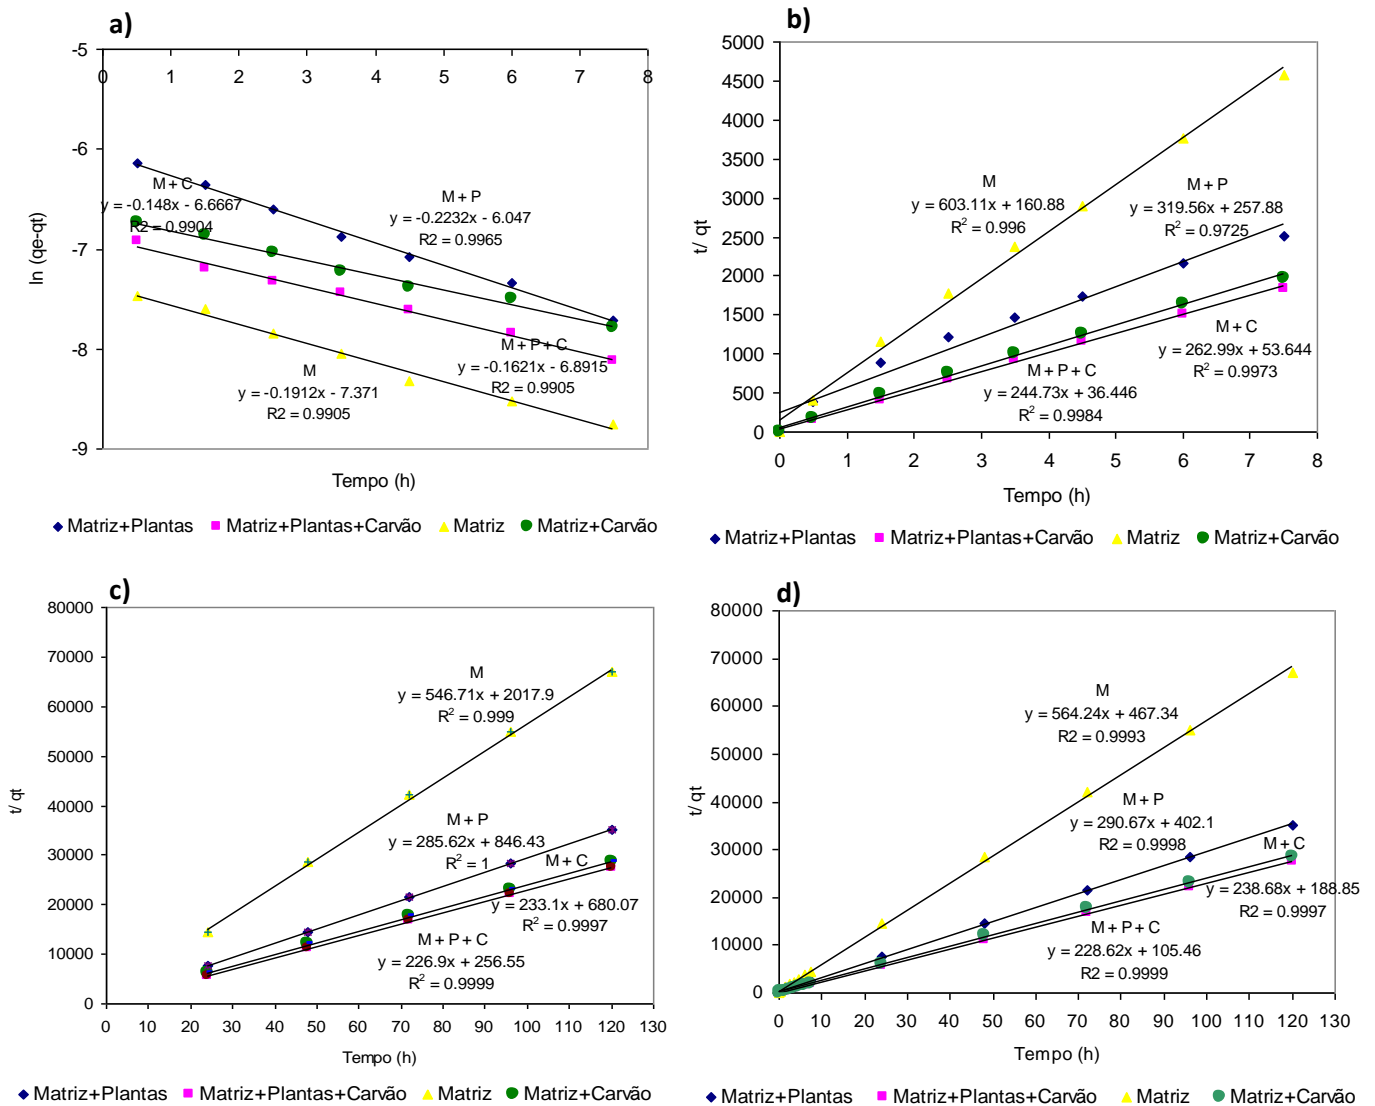 a)
-5
0 1 2 3 4 5 6 7 8
-6
-7
-8
-9
ln (qe-qt)
M + C
y = -0.148x - 6.6667
R2 = 0.9904
M + P
y = -0.2232x - 6.047
R2 = 0.9965
M + P + C
y = -0.1621x - 6.8915
R2 = 0.9905
M
y = -0.1912x - 7.371
R2 = 0.9905
Tempo (h)
Matriz+Plantas Matriz+Plantas+Carvão Matriz Matriz+Carvão
b)
5000
4500
4000
3500
3000
2500
2000
1500
1000
500
0
t/ qt
M
y = 603.11x + 160.88
R2 = 0.996
M + P
y = 319.56x + 257.88
R2 = 0.9725
M + C
y = 262.99x + 53.644
R2 = 0.9973
M + P + C
y = 244.73x + 36.446
R2 = 0.9984
0 1 2 3 4 5 6 7 8
Tempo (h)
Matriz+Plantas Matriz+Plantas+Carvão Matriz Matriz+Carvão
c)
80000
70000
60000
50000
40000
30000
20000
10000
0
t/ qt
M
y = 546.71x + 2017.9
R2 = 0.999
M + P
y = 285.62x + 846.43
R2 = 1
M + C
y = 233.1x + 680.07
R2 = 0.9997
M + P + C
y = 226.9x + 256.55
R2 = 0.9999
0 10 20 30 40 50 60 70 80 90 100 110 120 130
Tempo (h)
Matriz+Plantas Matriz+Plantas+Carvão Matriz Matriz+Carvão
d)
80000
70000
60000
50000
40000
30000
20000
10000
0
t/ qt
M
y = 564.24x + 467.34
R2 = 0.9993
M + P
y = 290.67x + 402.1
R2 = 0.9998
M + C
y = 238.68x + 188.85
R2 = 0.9997
M + P + C
y = 228.62x + 105.46
R2 = 0.9999
0 10 20 30 40 50 60 70 80 90 100 110 120 130
Tempo (h)
Matriz+Plantas Matriz+Plantas+Carvão Matriz Matriz+Carvão